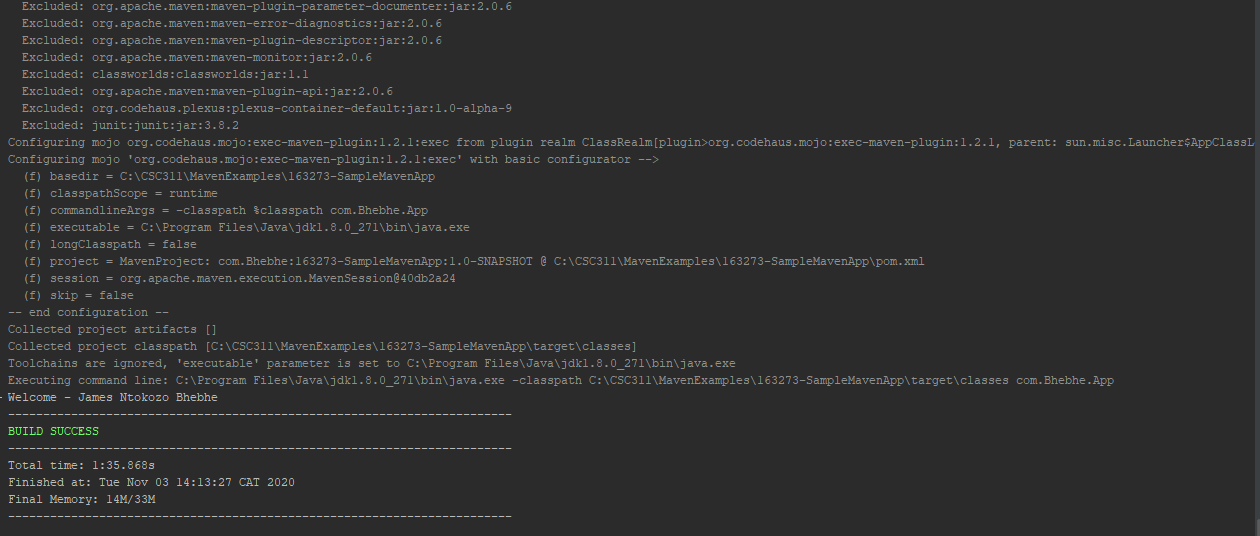 Excluded: org.apache.maven:maven-plugin-parameter-documenter:jar:2.0.6
Excluded: org.apache.maven:maven-error-diagnostics:jar:2.0.6
Excluded: org.apache.maven:maven-plugin-descriptor:jar:2.0.6
Excluded: org.apache.maven:maven-monitor:jar:2.0.6
Excluded: classworlds:classworlds:jar:1.1
Excluded: org.apache.maven:maven-plugin-api:jar:2.0.6
Excluded: org.codehaus.plexus:plexus-container-default:jar:1.0-alpha-9
Excluded: junit:junit:jar:3.8.2
Configuring mojo org.codehaus.mojo:exec-maven-plugin:1.2.1:exec from plugin realm ClassRealm[plugin>org.codehaus.mojo:exec-maven-plugin:1.2.1, parent: sun.misc.Launcher$AppClassL
Configuring mojo 'org.codehaus.mojo:exec-maven-plugin:1.2.1:exec' with basic configurator -->
(f) basedir = C:\CSC311\MavenExamples\163273-SampleMavenApp
(f) classpathScope = runtime
(f) commandlineArgs = -classpath %classpath com.Bhebhe.App
(f) executable = C:\Program Files\Java\jdk1.8.0_271\bin\java.exe
(f) longClasspath = false
(f) project = MavenProject: com.Bhebhe:163273-SampleMavenApp:1.0-SNAPSHOT @ C:\CSC311\MavenExamples\163273-SampleMavenApp\pom.xml
(f) session = org.apache.maven.execution.MavenSession@40db2a24
(f) skip = false
-- end configuration --
Collected project artifacts []
Collected project classpath [C:\CSC311\MavenExamples\163273-SampleMavenApp\target\classes]
Toolchains are ignored, 'executable' parameter is set to C:\Program Files\Java\jdk1.8.0_271\bin\java.exe
Executing command line: C:\Program Files\Java\jdk1.8.0_271\bin\java.exe -classpath C:\CSC311\MavenExamples\163273-SampleMavenApp\target\classes com.Bhebhe.App
Welcome - James Ntokozo Bhebhe
------------------------------------------------------------------------
BUILD SUCCESS
------------------------------------------------------------------------
Total time: 1:35.868s
Finished at: Tue Nov 03 14:13:27 CAT 2020
Final Memory: 14M/33M
------------------------------------------------------------------------